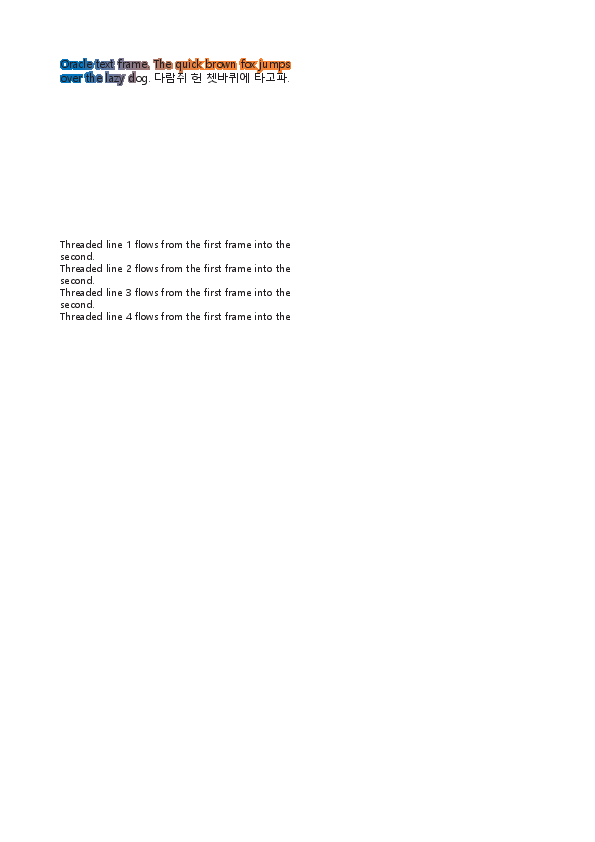 Oracle text frame. The quick brown fox jumps
over the lazy dog. 다람쥐 헌 쳇바퀴에 타고파.
Threaded line 1 flows from the first frame into the
second.
Threaded line 2 flows from the first frame into the
second.
Threaded line 3 flows from the first frame into the
second.
Threaded line 4 flows from the first frame into the